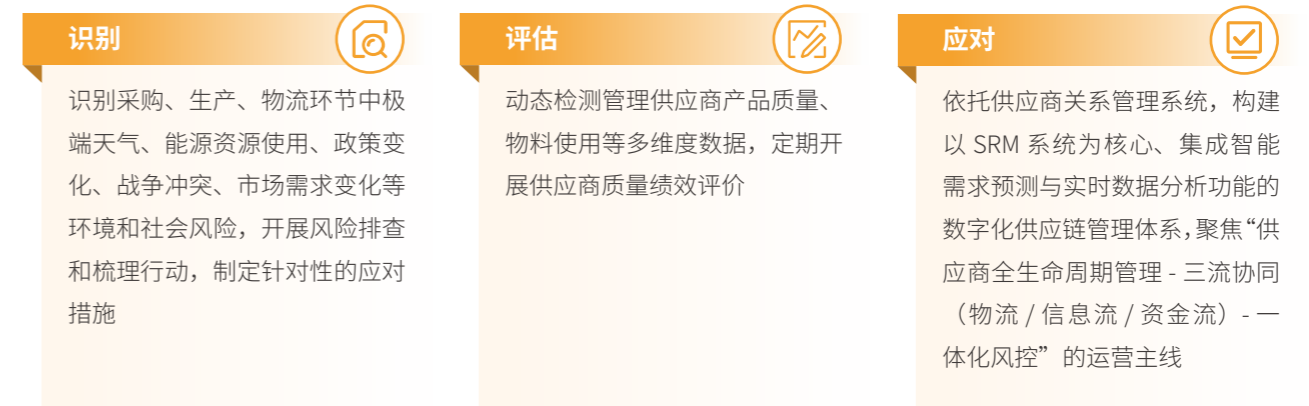 识别
识别采购、生产、物流环节中极
端天气、能源资源使用、政策变
化、战争冲突、市场需求变化等
环境和社会风险，开展风险排查
和梳理行动，制定针对性的应对
措施
评估
动态检测管理供应商产品质量、
物料使用等多维度数据，定期开
展供应商质量绩效评价
应对
依托供应商关系管理系统，构建
以 SRM 系统为核心、集成智能
需求预测与实时数据分析功能的
数字化供应链管理体系，聚焦“供
应商全生命周期管理 - 三流协同
（物流 / 信息流 / 资金流）- 一
体化风控”的运营主线